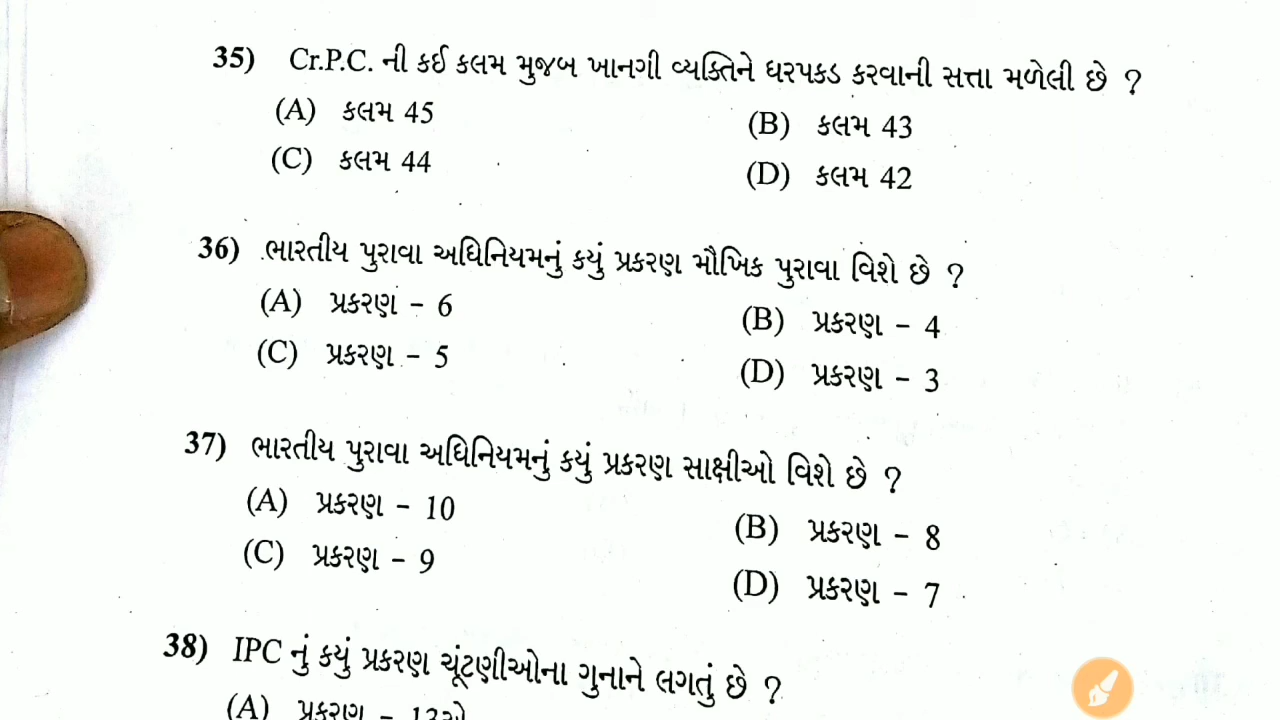 35) Cr.P.C. ની કઈ કલમ મુજબ ખાનગી વ્યક્તિને ધરપકડ કરવાની સત્તા મળેલી છે ?
(A) કલમ 45 (B) કલમ 43
(C) કલમ 44 (D) કલમ 42
36) ભારતીય પુરાવા અધિનિયમનું કયું પ્રકરણ મૌખિક પુરાવા વિશે છે ?
(A) પ્રકરણ - 6 (B) પ્રકરણ - 4
(C) પ્રકરણ - 5 (D) પ્રકરણ - 3
37) ભારતીય પુરાવા અધિનિયમનું કયું પ્રકરણ સાક્ષીઓ વિશે છે ?
(A) પ્રકરણ - 10 (B) પ્રકરણ - 8
(C) પ્રકરણ - 9 (D) પ્રકરણ - 7
38) IPC નું કયું પ્રકરણ ચૂંટણીઓના ગુનાને લગતું છે ?
(A) પ્રકરણ - 13એ